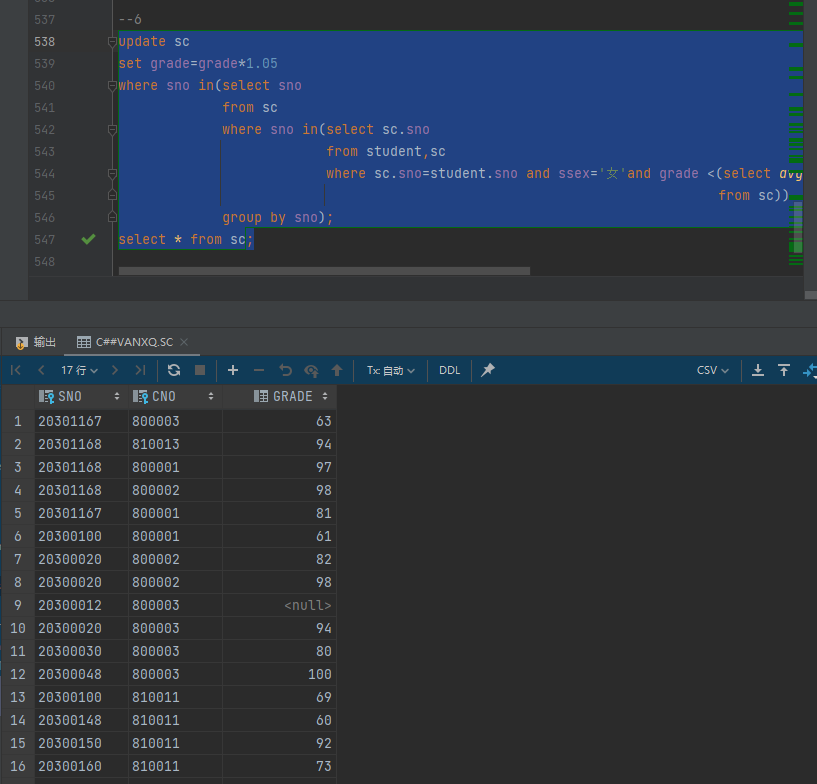 537 --6
538 update sc
539 set grade=grade*1.05
540 where sno in(select sno
541 from sc
542 where sno in(select sc.sno
543 from student,sc
544 where sc.sno=student.sno and ssex='女'and grade <(select avg
545 from sc))
546 group by sno);
547 select * from sc;
548
输出 C##VANXQ.SC
17 行 Tx: 自动 DDL CSV
SNO CNO GRADE
1 20301167 800003 63
2 20301168 810013 94
3 20301168 800001 97
4 20301168 800002 98
5 20301167 800001 81
6 20300100 800001 61
7 20300020 800002 82
8 20300020 800002 98
9 20300012 800003 <null>
10 20300020 800003 94
11 20300030 800003 80
12 20300048 800003 100
13 20300100 810011 69
14 20300148 810011 60
15 20300150 810011 92
16 20300160 810011 73